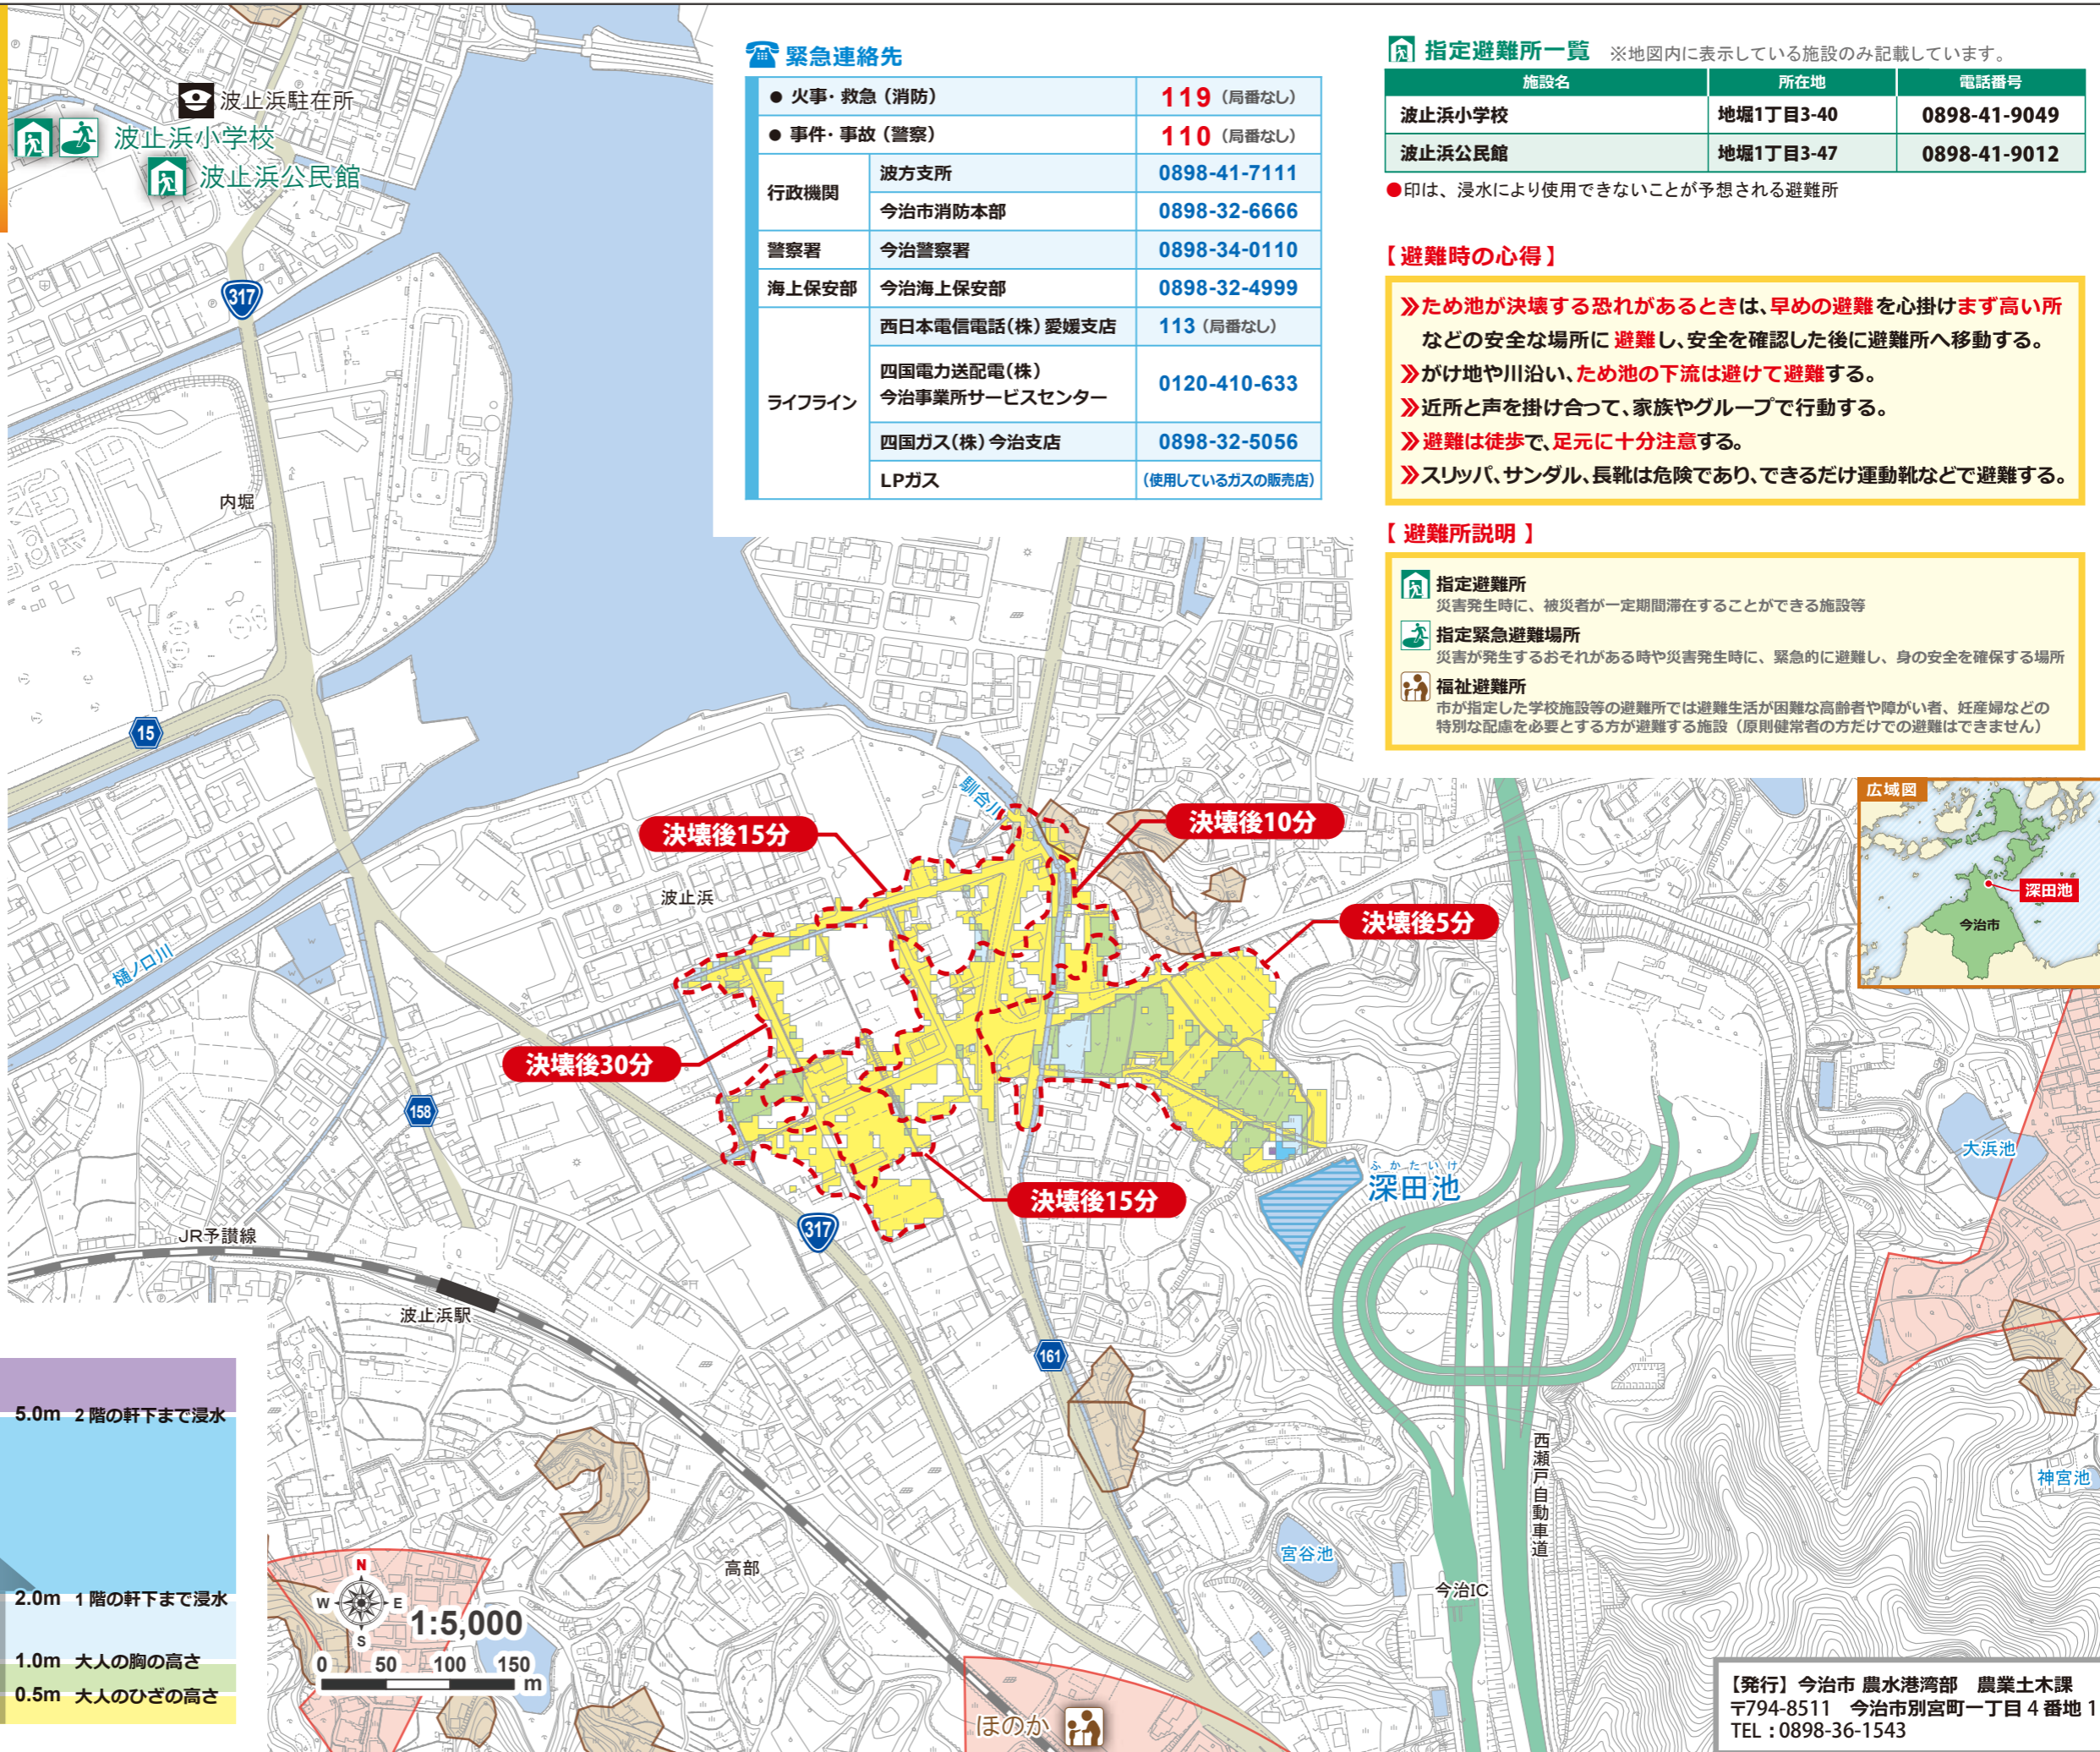 緊急連絡先
● 火事・救急（消防） 119（局番なし）
● 事件・事故（警察） 110（局番なし）
行政機関 波方支所 0898-41-7111
今治市消防本部 0898-32-6666
警察署 今治警察署 0898-34-0110
海上保安部 今治海上保安部 0898-32-4999
ライフライン 西日本電信電話(株)愛媛支店 113（局番なし）
四国電力送配電(株)
今治事業所サービスセンター 0120-410-633
四国ガス(株)今治支店 0898-32-5056
LPガス (使用しているガスの販売店)
指定避難所一覧 ※地図内に表示している施設のみ記載しています。
施設名 所在地 電話番号
波止浜小学校 地堀1丁目3-40 0898-41-9049
波止浜公民館 地堀1丁目3-47 0898-41-9012
●印は、浸水により使用できないことが予想される避難所
【避難時の心得】
≫ため池が決壊する恐れがあるときは、早めの避難を心掛けまず高い所
などの安全な場所に避難し、安全を確認した後に避難所へ移動する。
≫がけ地や川沿い、ため池の下流は避けて避難する。
≫近所と声を掛け合って、家族やグループで行動する。
≫避難は徒歩で、足元に十分注意する。
≫スリッパ、サンダル、長靴は危険であり、できるだけ運動靴などで避難する。
【避難所説明】
指定避難所
災害発生時に、被災者が一定期間滞在することができる施設等
指定緊急避難場所
災害が発生するおそれがある時や災害発生時に、緊急的に避難し、身の安全を確保する場所
福祉避難所
市が指定した学校施設等の避難所では避難生活が困難な高齢者や障がい者、妊産婦などの
特別な配慮を必要とする方が避難する施設（原則健常者の方だけでの避難はできません）
波止浜駐在所
波止浜小学校
波止浜公民館
317
内堀
15
馴合川
決壊後15分
決壊後10分
波止浜
決壊後5分
樋ノ口川
決壊後30分
158
ふかたいけ
深田池
決壊後15分
317
JR予讃線
波止浜駅
161
大浜池
広域図
深田池
今治市
西瀬戸自動車道
神宮池
宮谷池
今治IC
高部
ほのか
5.0m 2階の軒下まで浸水
2.0m 1階の軒下まで浸水
1.0m 大人の胸の高さ
0.5m 大人のひざの高さ
N
W E
S
1:5,000
0 50 100 150
m
【発行】今治市 農水港湾部 農業土木課
〒794-8511 今治市別宮町一丁目4番地1
TEL：0898-36-1543